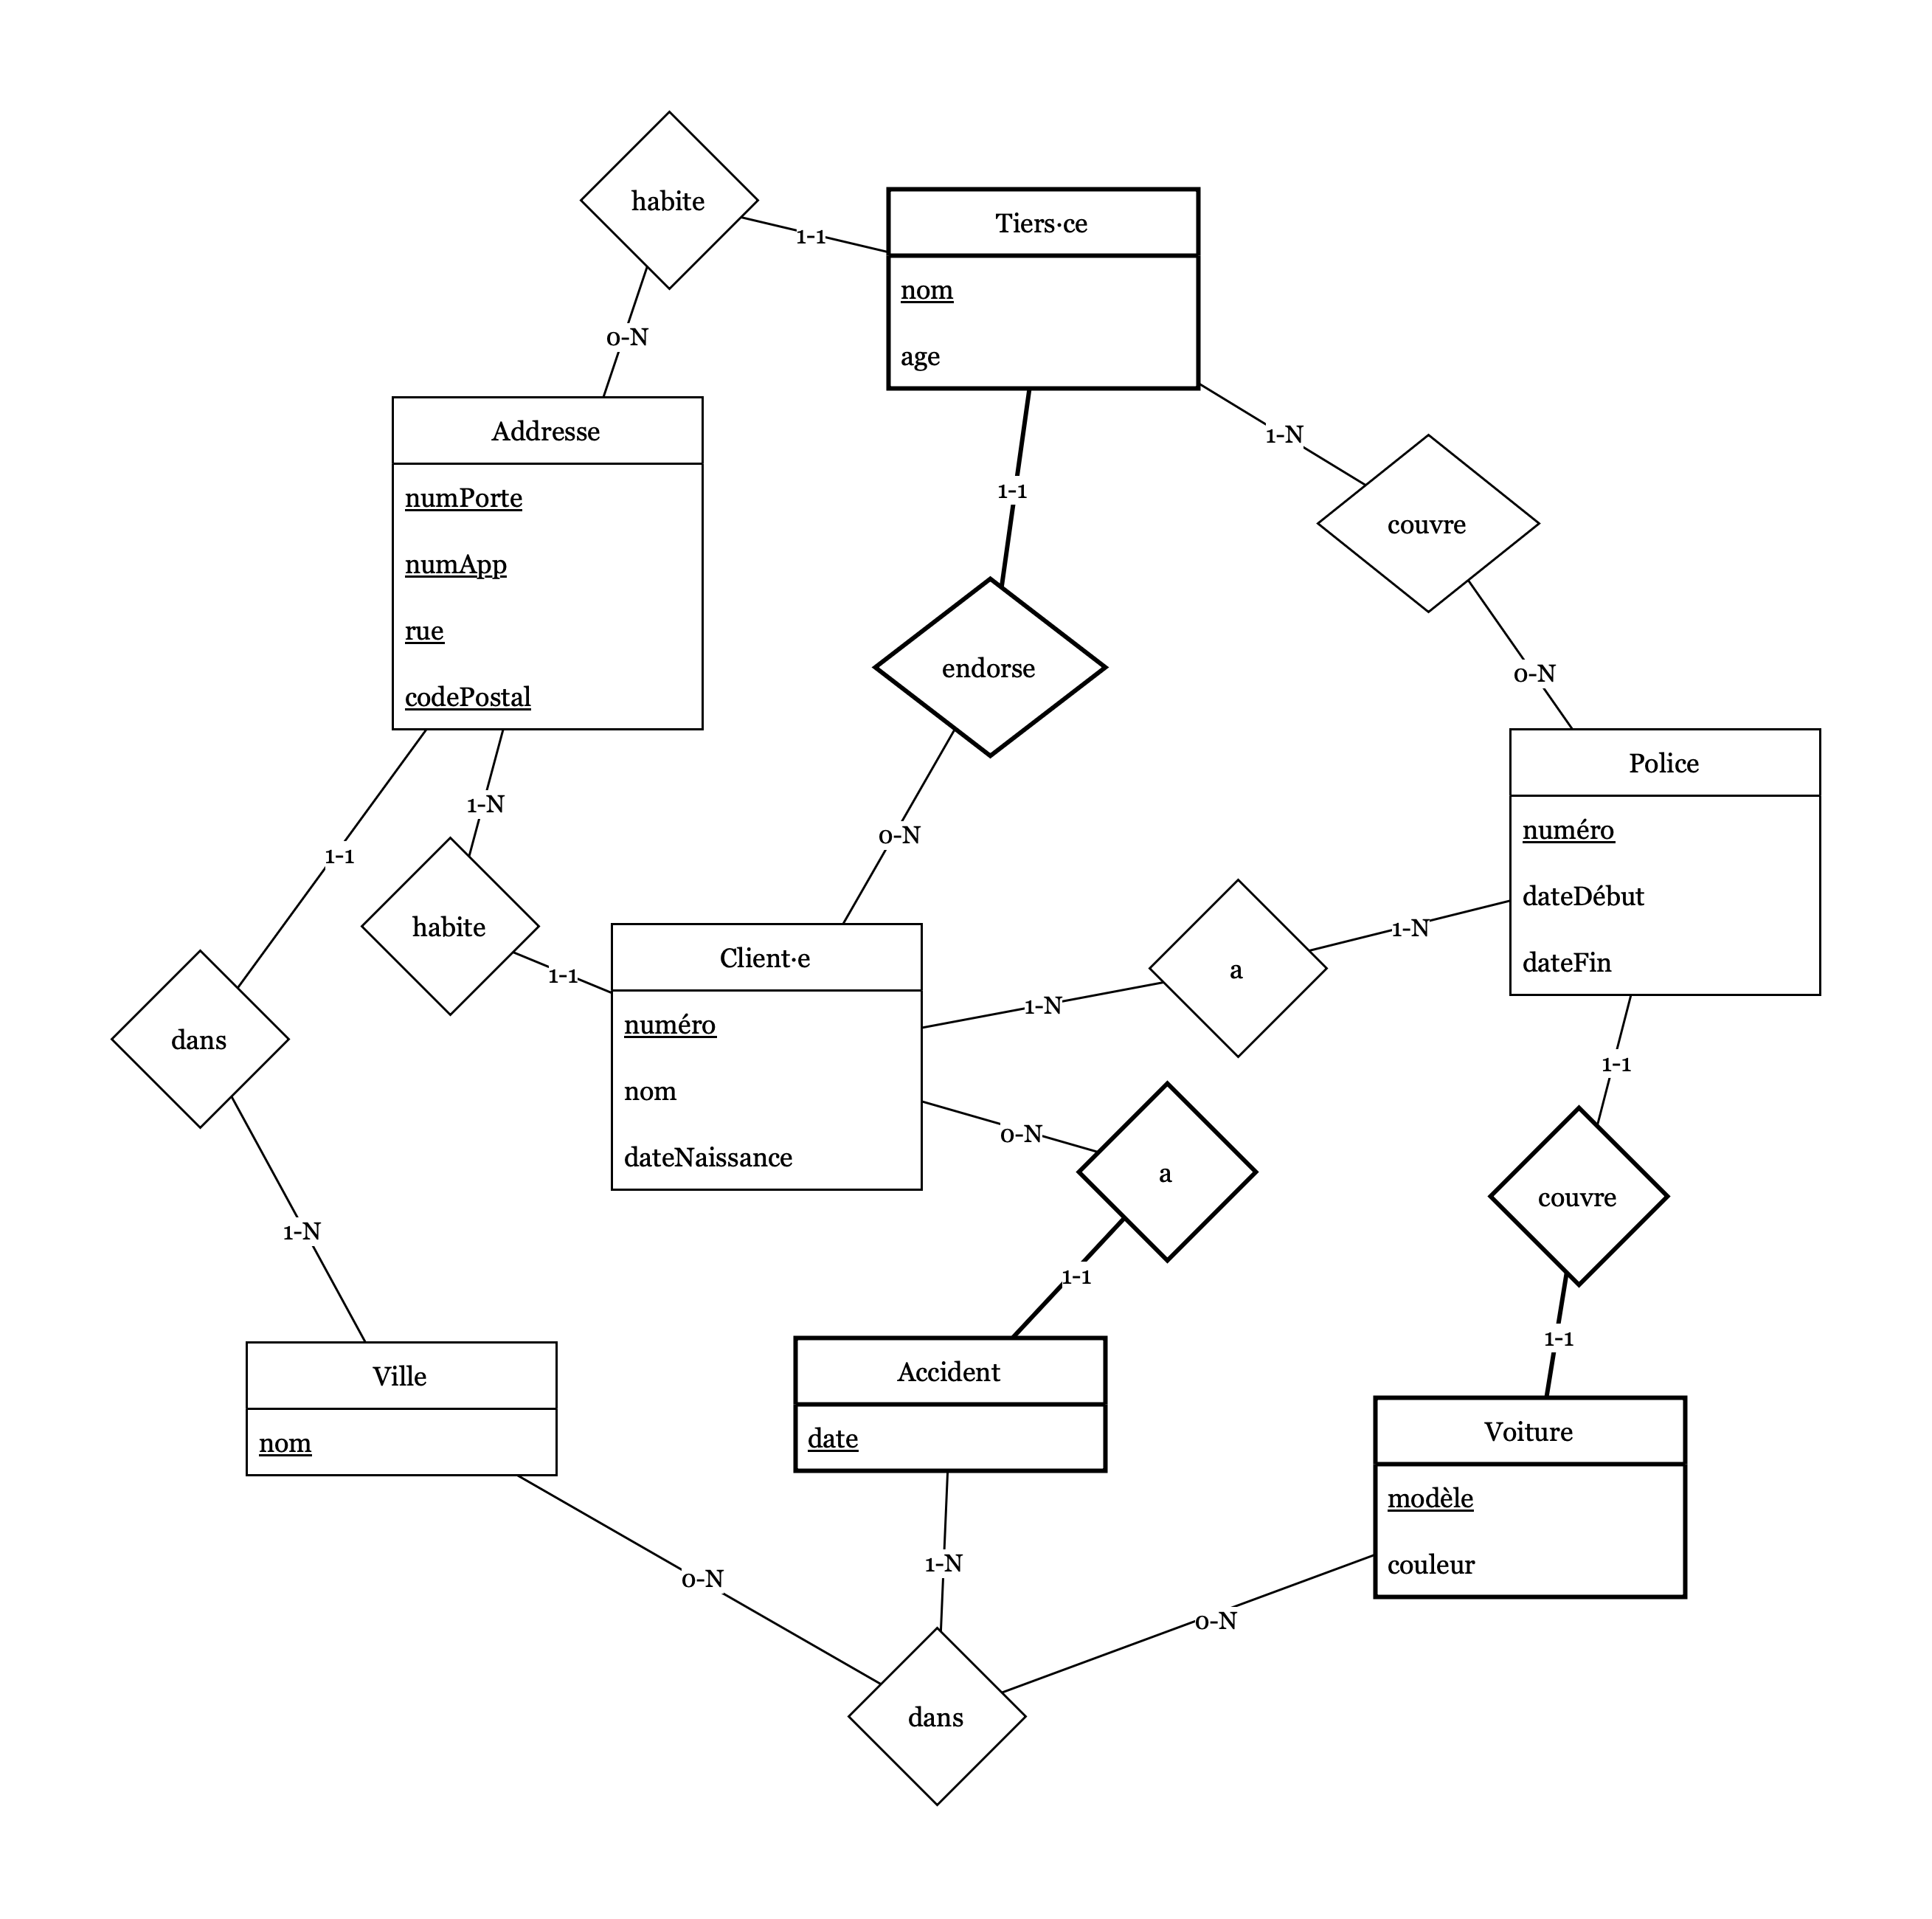 habite
1-1
Tiers·ce
nom
age
0-N
1-N
Addresse
numPorte
numApp
rue
codePostal
1-1
couvre
endorse
0-N
Police
numéro
dateDébut
dateFin
1-N
0-N
1-1
habite
1-1
Client·e
numéro
nom
dateNaissance
1-N
a
1-N
dans
1-1
0-N
a
couvre
1-N
1-1
1-1
Ville
nom
Accident
date
Voiture
modèle
couleur
0-N
1-N
0-N
dans